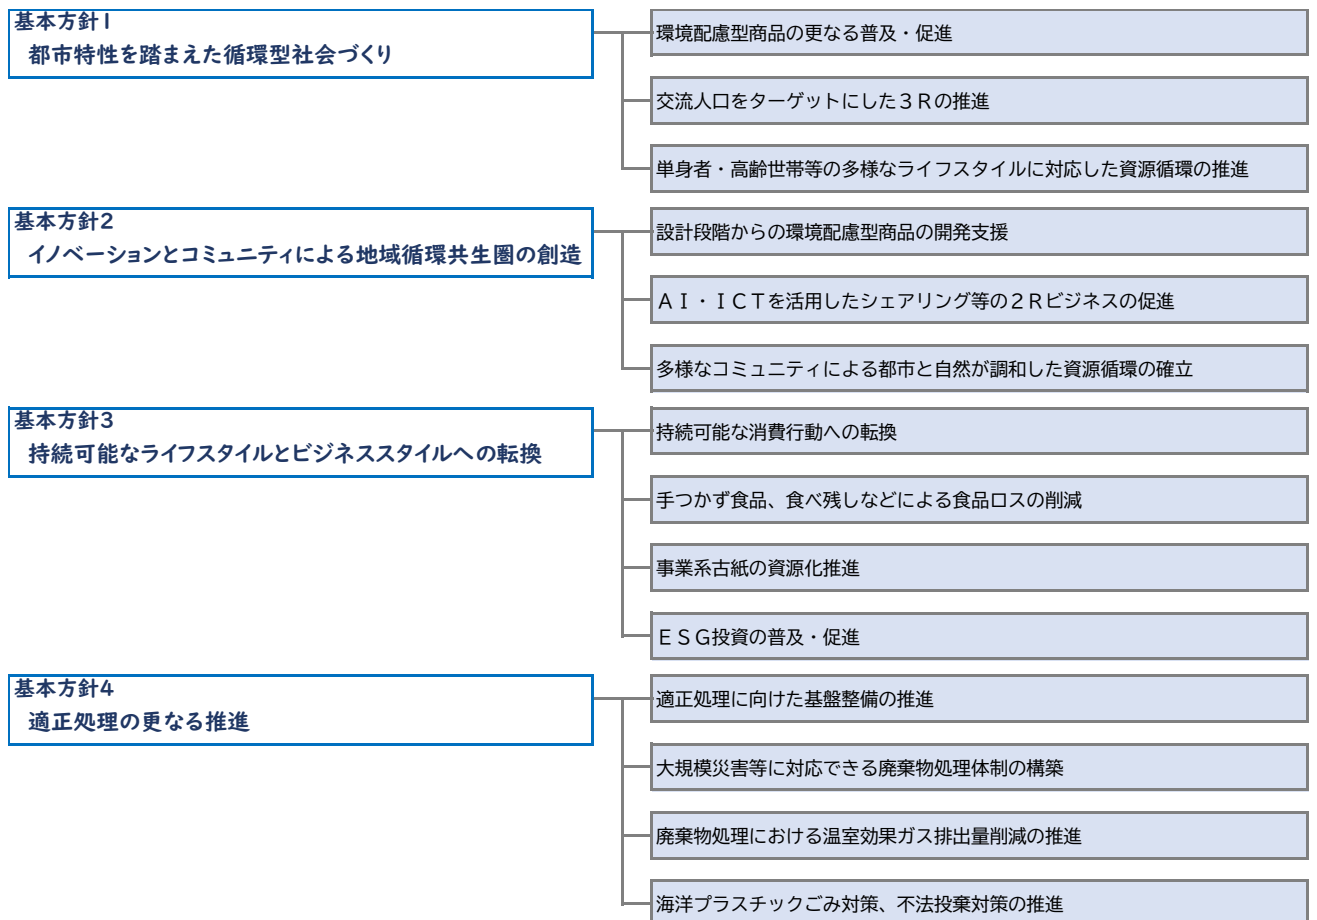 基本方針1
都市特性を踏まえた循環型社会づくり
環境配慮型商品の更なる普及・促進
交流人口をターゲットにした３Ｒの推進
単身者・高齢世帯等の多様なライフスタイルに対応した資源循環の推進
基本方針2
イノベーションとコミュニティによる地域循環共生圏の創造
設計段階からの環境配慮型商品の開発支援
ＡＩ・ＩＣＴを活用したシェアリング等の２Ｒビジネスの促進
多様なコミュニティによる都市と自然が調和した資源循環の確立
基本方針3
持続可能なライフスタイルとビジネススタイルへの転換
持続可能な消費行動への転換
手つかず食品、食べ残しなどによる食品ロスの削減
事業系古紙の資源化推進
ＥＳＧ投資の普及・促進
基本方針4
適正処理の更なる推進
適正処理に向けた基盤整備の推進
大規模災害等に対応できる廃棄物処理体制の構築
廃棄物処理における温室効果ガス排出量削減の推進
海洋プラスチックごみ対策、不法投棄対策の推進